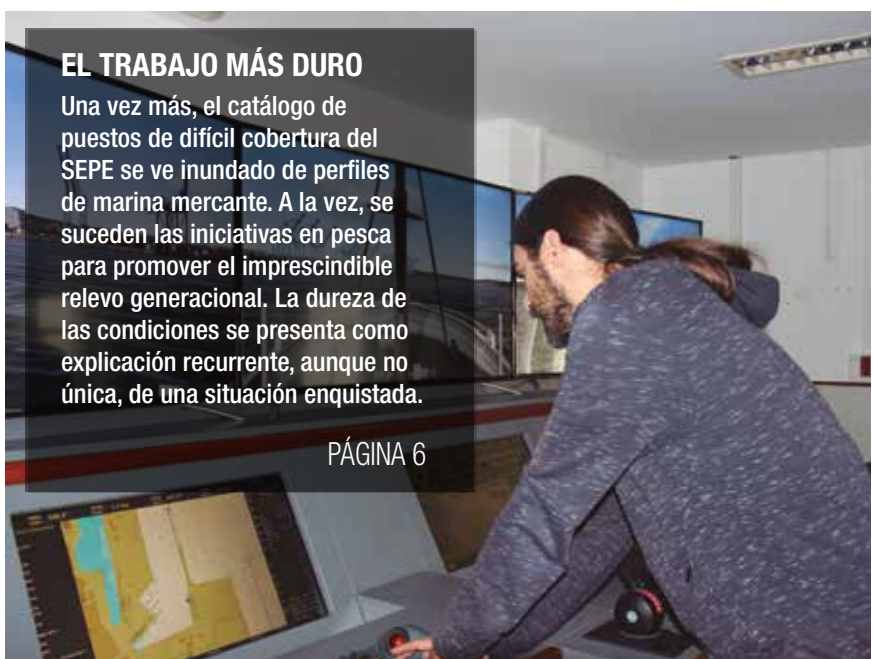 EL TRABAJO MÁS DURO
Una vez más, el catálogo de
puestos de difícil cobertura del
SEPE se ve inundado de perfiles
de marina mercante. A la vez, se
suceden las iniciativas en pesca
para promover el imprescindible
relevo generacional. La dureza de
las condiciones se presenta como
explicación recurrente, aunque no
única, de una situación enquistada.
PÁGINA 6